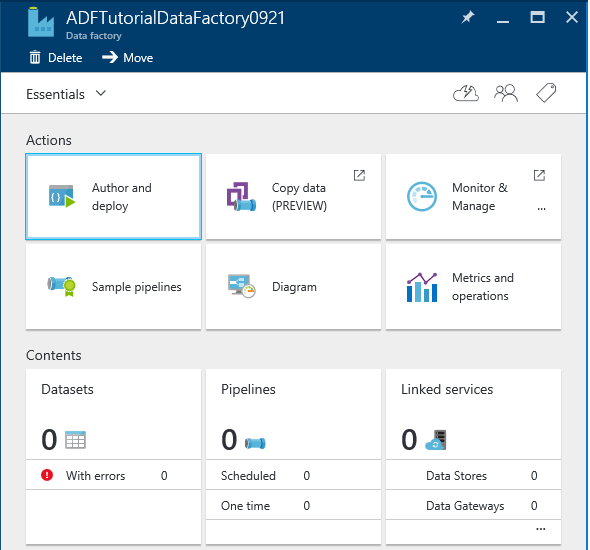 ADFTutorialDataFactory0921
Data factory
Delete Move
Essentials
Actions
Author and
deploy
Copy data
(PREVIEW)
Monitor &
Manage
...
Sample pipelines
Diagram
Metrics and
operations
Contents
Datasets
0
With errors 0
Pipelines
0
Scheduled 0
One time 0
Linked services
0
Data Stores 0
Data Gateways 0
...